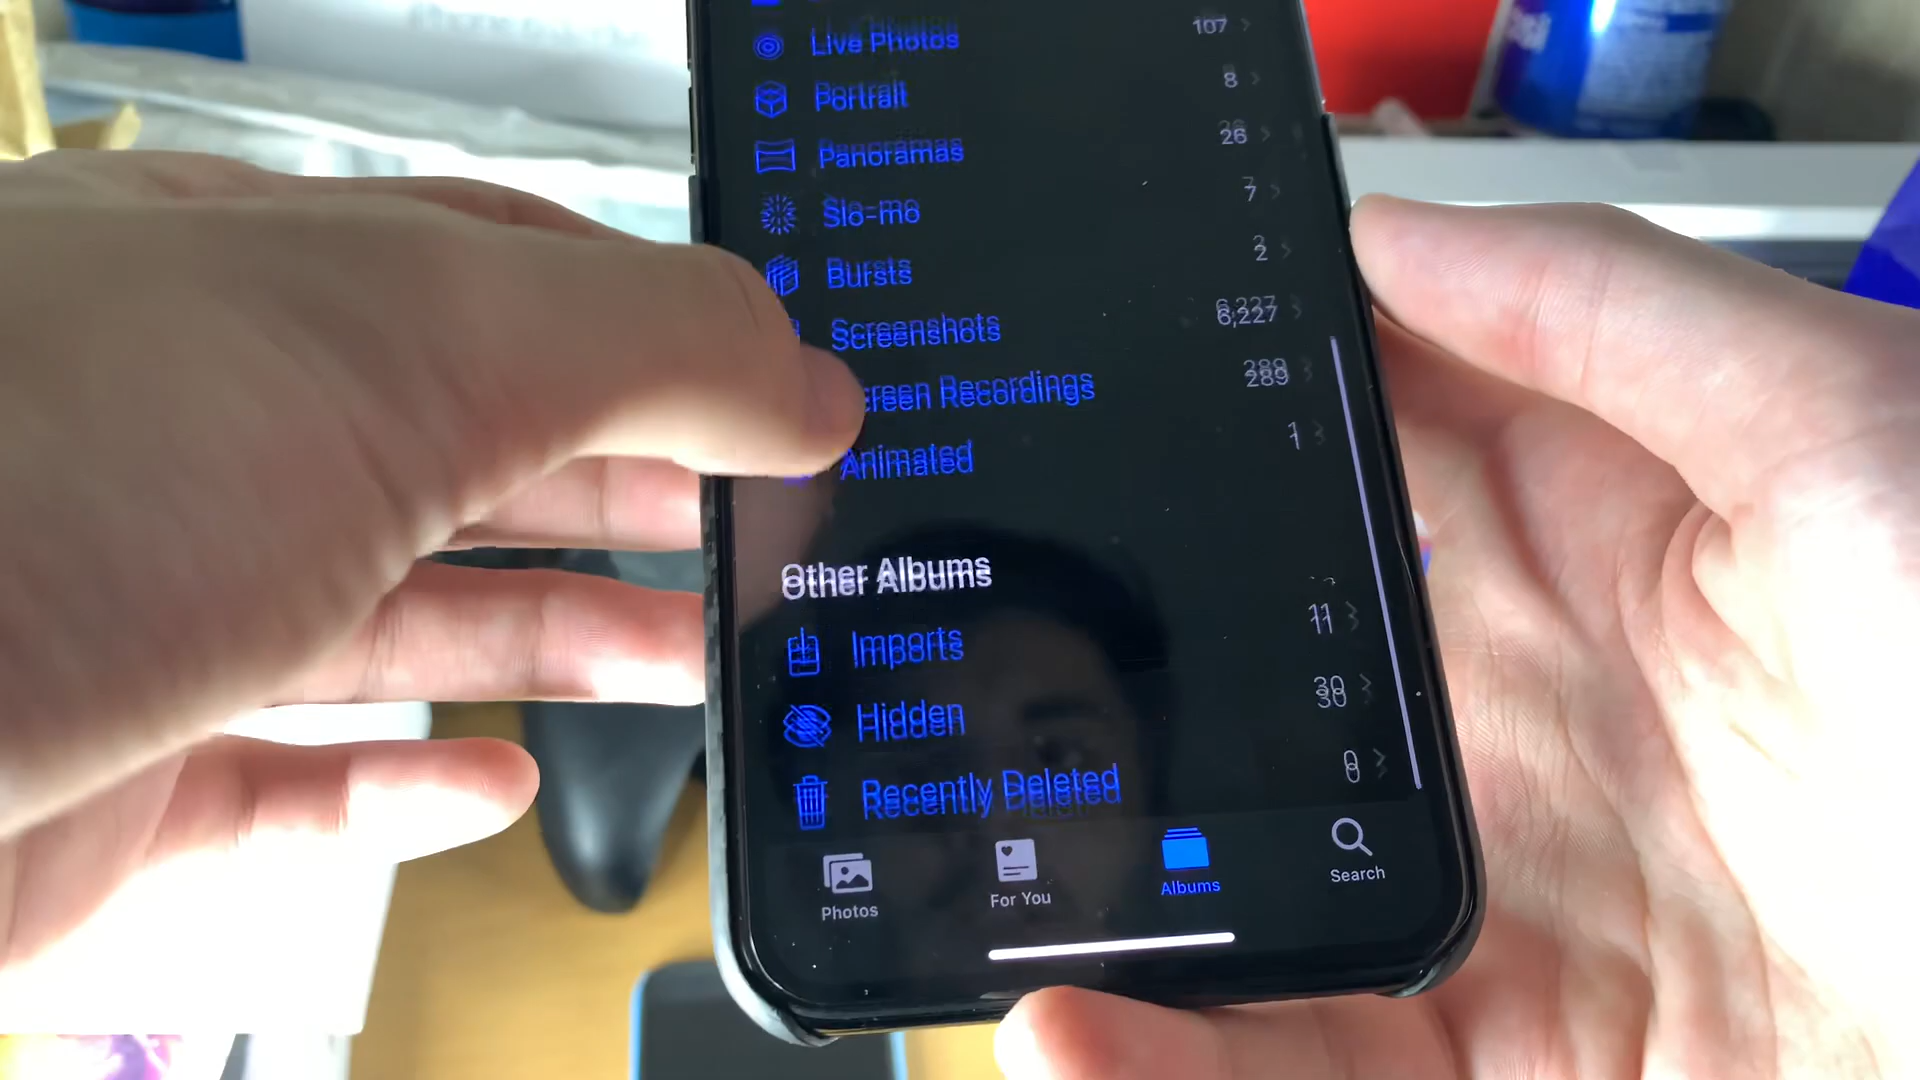 Live Photos 107
Portrait 8
Panoramas 26
Slo-mo 7
Bursts 2
Screenshots 6,227
Screen Recordings 289
Animated 1
Other Albums
Imports 11
Hidden 30
Recently Deleted 0
Photos
For You
Albums
Search